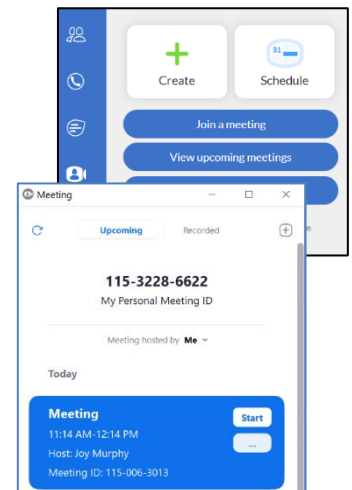 31
Create Schedule
Join a meeting
View upcoming meetings
Meeting
Upcoming Recorded
115-3228-6622
My Personal Meeting ID
Meeting hosted by Me
Today
Meeting
Start
11:14 AM-12:14 PM
...
Host: Joy Murphy
Meeting ID: 115-006-3013